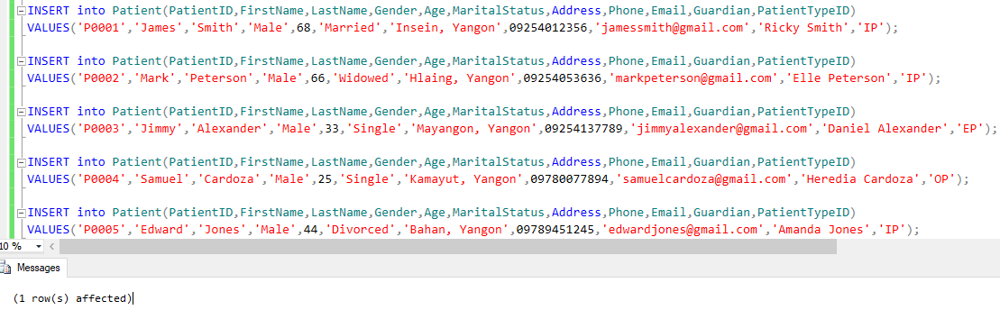 INSERT into Patient(PatientID,FirstName,LastName,Gender,Age,MaritalStatus,Address,Phone,Email,Guardian,PatientTypeID)
VALUES('P0001','James','Smith','Male',68,'Married','Insein, Yangon',09254012356,'jamessmith@gmail.com','Ricky Smith','IP');
INSERT into Patient(PatientID,FirstName,LastName,Gender,Age,MaritalStatus,Address,Phone,Email,Guardian,PatientTypeID)
VALUES('P0002','Mark','Peterson','Male',66,'Widowed','Hlaing, Yangon',09254053636,'markpeterson@gmail.com','Elle Peterson','IP');
INSERT into Patient(PatientID,FirstName,LastName,Gender,Age,MaritalStatus,Address,Phone,Email,Guardian,PatientTypeID)
VALUES('P0003','Jimmy','Alexander','Male',33,'Single','Mayangon, Yangon',09254137789,'jimmyalexander@gmail.com','Daniel Alexander','EP');
INSERT into Patient(PatientID,FirstName,LastName,Gender,Age,MaritalStatus,Address,Phone,Email,Guardian,PatientTypeID)
VALUES('P0004','Samuel','Cardoza','Male',25,'Single','Kamayut, Yangon',09780077894,'samuelcardoza@gmail.com','Heredia Cardoza','OP');
INSERT into Patient(PatientID,FirstName,LastName,Gender,Age,MaritalStatus,Address,Phone,Email,Guardian,PatientTypeID)
VALUES('P0005','Edward','Jones','Male',44,'Divorced','Bahan, Yangon',09789451245,'edwardjones@gmail.com','Amanda Jones','IP');
10 %
Messages
(1 row(s) affected)